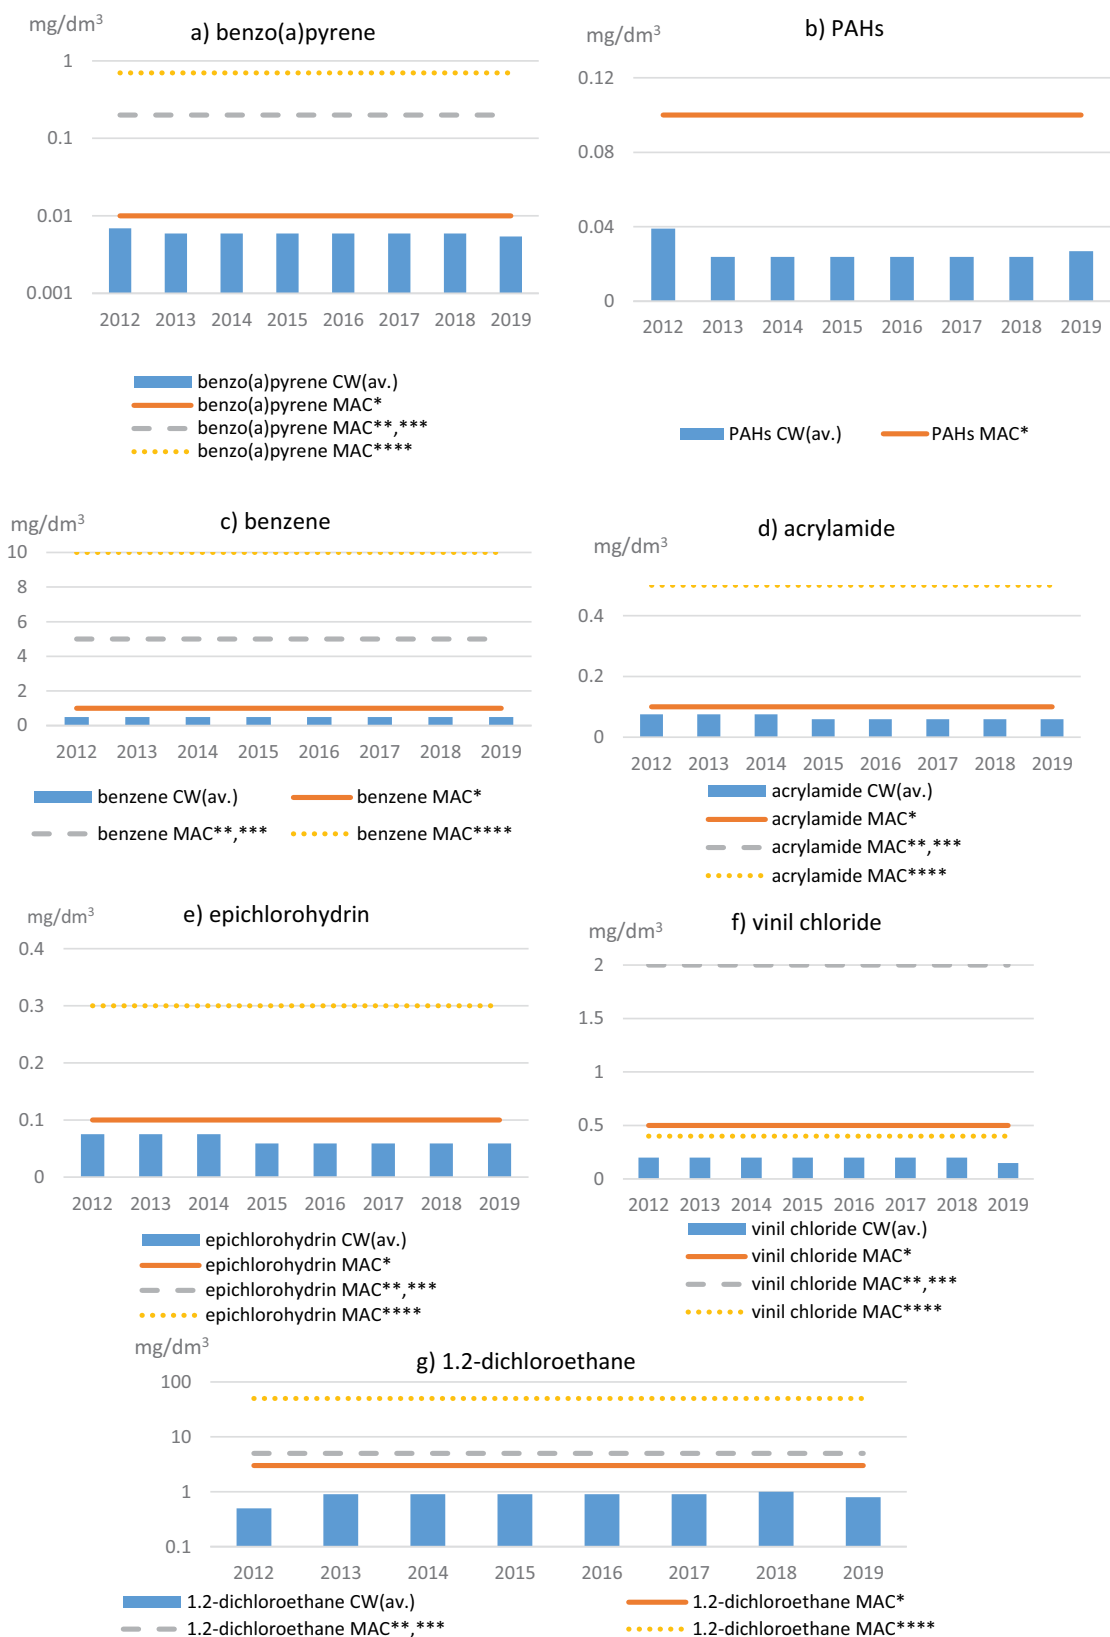 mg/dm³
a) benzo(a)pyrene
1
0.1
0.01
0.001
2012 2013 2014 2015 2016 2017 2018 2019
benzo(a)pyrene CW(av.)
benzo(a)pyrene MAC*
benzo(a)pyrene MAC**,***
benzo(a)pyrene MAC****
mg/dm³
b) PAHs
0.12
0.08
0.04
0
2012 2013 2014 2015 2016 2017 2018 2019
PAHs CW(av.) PAHs MAC*
mg/dm³
c) benzene
10
8
6
4
2
0
2012 2013 2014 2015 2016 2017 2018 2019
benzene CW(av.) benzene MAC*
benzene MAC**,*** benzene MAC****
mg/dm³
d) acrylamide
0.4
0.2
0
2012 2013 2014 2015 2016 2017 2018 2019
acrylamide CW(av.)
acrylamide MAC*
acrylamide MAC**,***
acrylamide MAC****
mg/dm³
e) epichlorohydrin
0.4
0.3
0.2
0.1
0
2012 2013 2014 2015 2016 2017 2018 2019
epichlorohydrin CW(av.)
epichlorohydrin MAC*
epichlorohydrin MAC**,***
epichlorohydrin MAC****
mg/dm³
f) vinil chloride
2
1.5
1
0.5
0
2012 2013 2014 2015 2016 2017 2018 2019
vinil chloride CW(av.)
vinil chloride MAC*
vinil chloride MAC**,***
vinil chloride MAC****
mg/dm³
g) 1.2-dichloroethane
100
10
1
0.1
2012 2013 2014 2015 2016 2017 2018 2019
1.2-dichloroethane CW(av.) 1.2-dichloroethane MAC*
1.2-dichloroethane MAC**,*** 1.2-dichloroethane MAC****